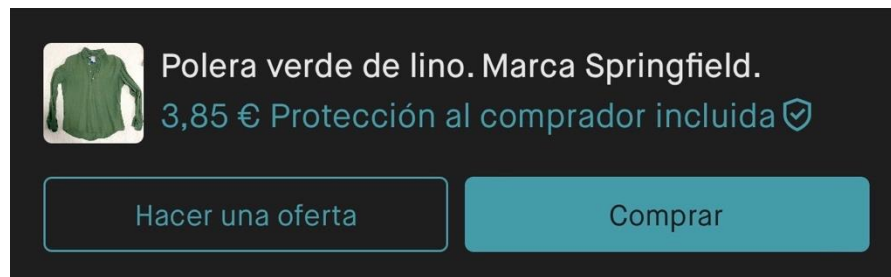 Polera verde de lino. Marca Springfield.
3,85 € Protección al comprador incluida
Hacer una oferta
Comprar